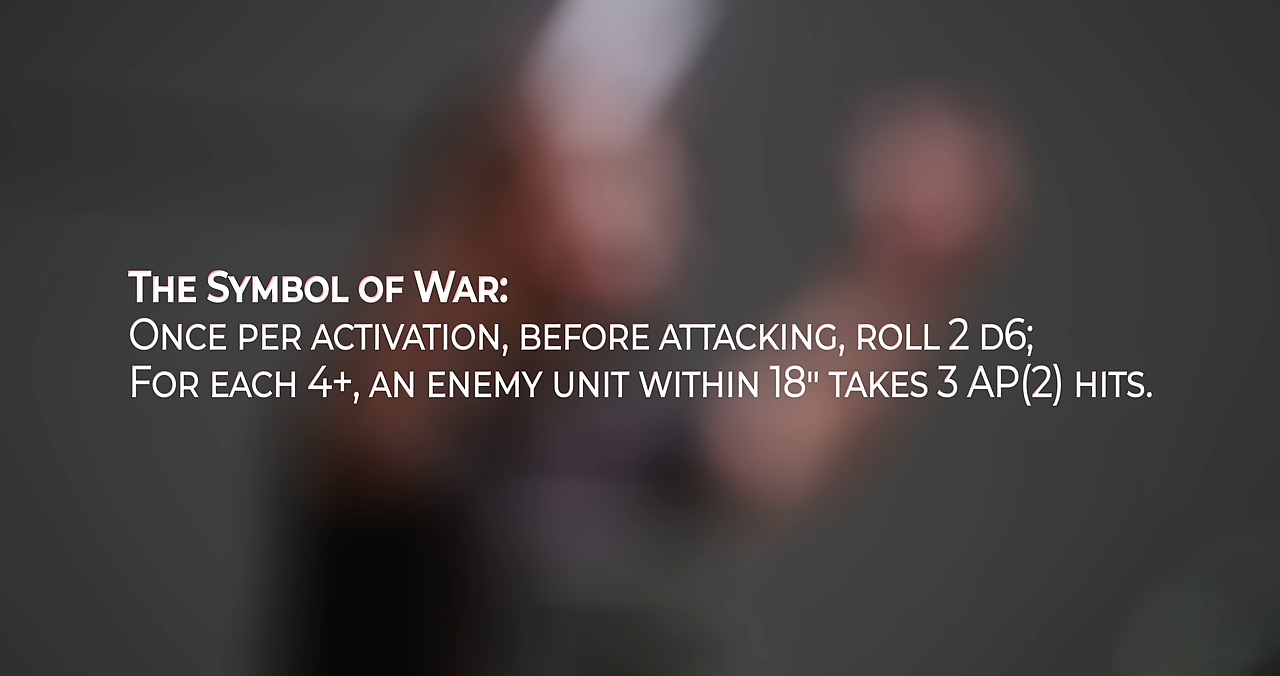 The Symbol of War:
Once per activation, before attacking, roll 2 d6;
For each 4+, an enemy unit within 18" takes 3 AP(2) hits.